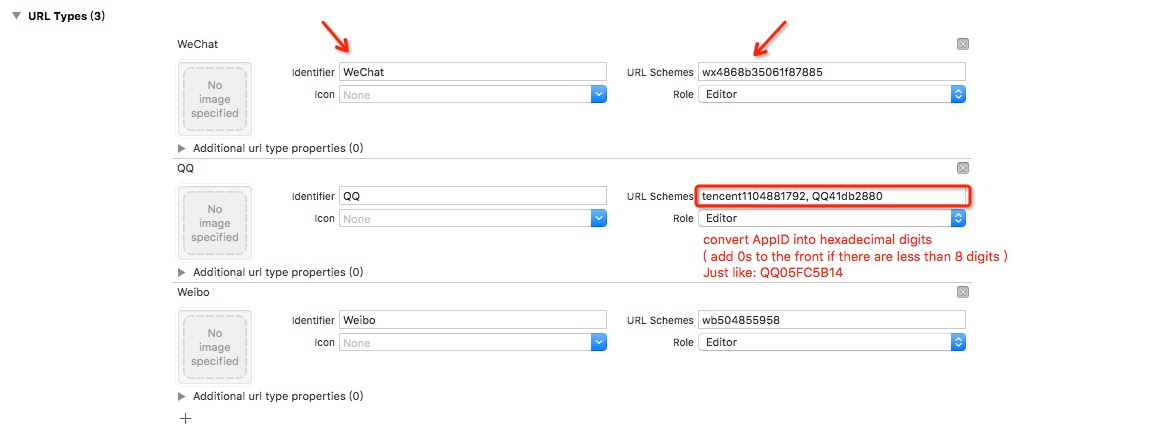 URL Types (3)
WeChat
No image specified
Identifier WeChat URL Schemes wx4868b35061f87885
Icon None Role Editor
Additional url type properties (0)
QQ
No image specified
Identifier QQ URL Schemes tencent1104881792, QQ41db2880
Icon None Role Editor
convert AppID into hexadecimal digits
( add 0s to the front if there are less than 8 digits )
Just like: QQ05FC5B14
Additional url type properties (0)
Weibo
No image specified
Identifier Weibo URL Schemes wb504855958
Icon None Role Editor
Additional url type properties (0)